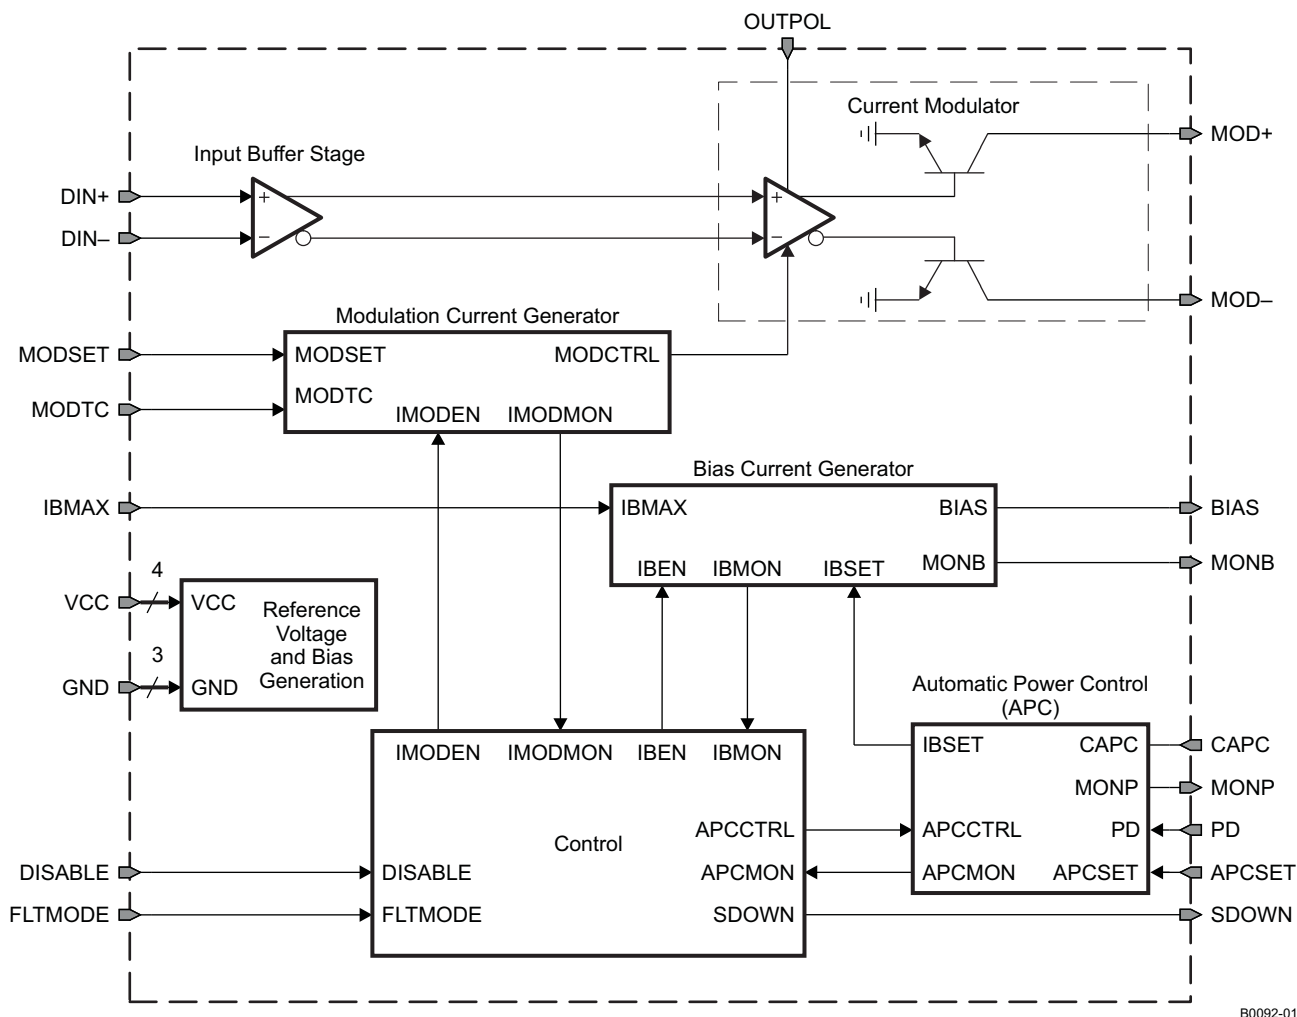 OUTPOL
Current Modulator
MOD+
Input Buffer Stage
DIN+
+
+
DIN–
–
–
MOD–
Modulation Current Generator
MODSET
MODSET
MODCTRL
MODTC
MODTC
IMODEN
IMODMON
Bias Current Generator
IBMAX
IBMAX
BIAS
BIAS
IBEN
IBMON
IBSET
MONB
MONB
4
VCC
VCC
Reference
Voltage
and Bias
Generation
3
GND
GND
Automatic Power Control
(APC)
IMODEN
IMODMON
IBEN
IBMON
IBSET
CAPC
CAPC
MONP
MONP
Control
APCCTRL
APCCTRL
PD
PD
DISABLE
DISABLE
APCMON
APCMON
APCSET
APCSET
FLTMODE
FLTMODE
SDOWN
SDOWN
B0092-01